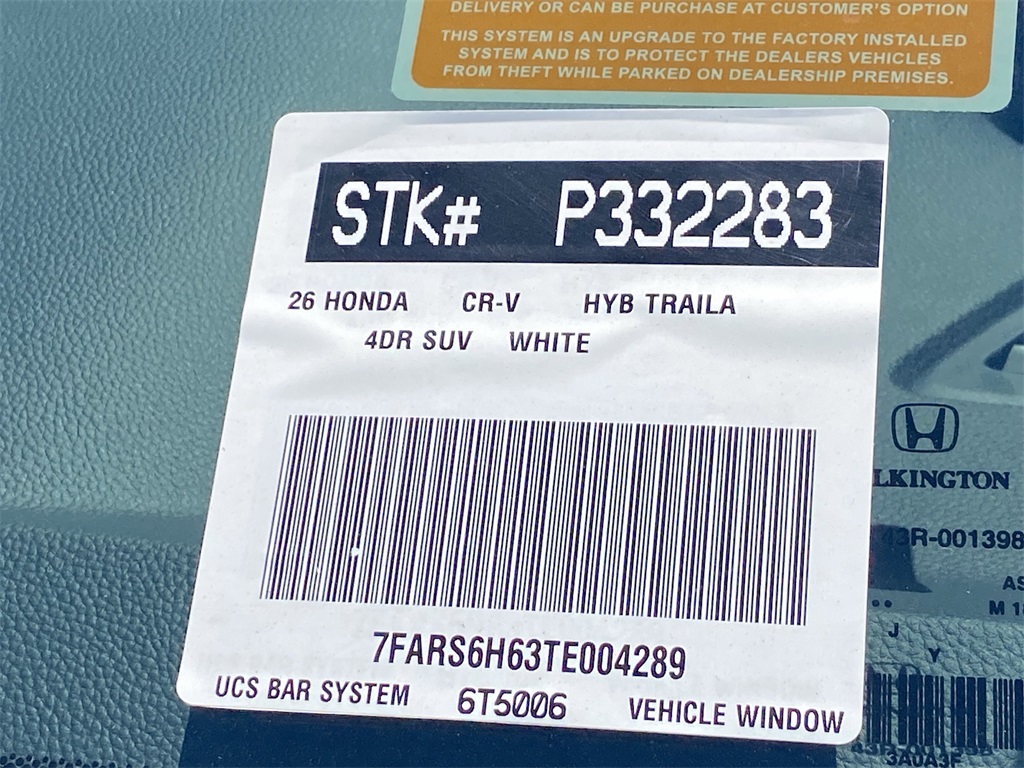 DELIVERY OR CAN BE PURCHASE AT CUSTOMER'S OPTION
THIS SYSTEM IS AN UPGRADE TO THE FACTORY INSTALLED
SYSTEM AND IS TO PROTECT THE DEALERS VEHICLES
FROM THEFT WHILE PARKED ON DEALERSHIP PREMISES.
STK# P332283
26 HONDA CR-V HYB TRAILA
4DR SUV WHITE
7FARS6H63TE004289
UCS BAR SYSTEM 6T5006 VEHICLE WINDOW
LKINGTON
43R-001398
AS
J
Y
3A0A3F